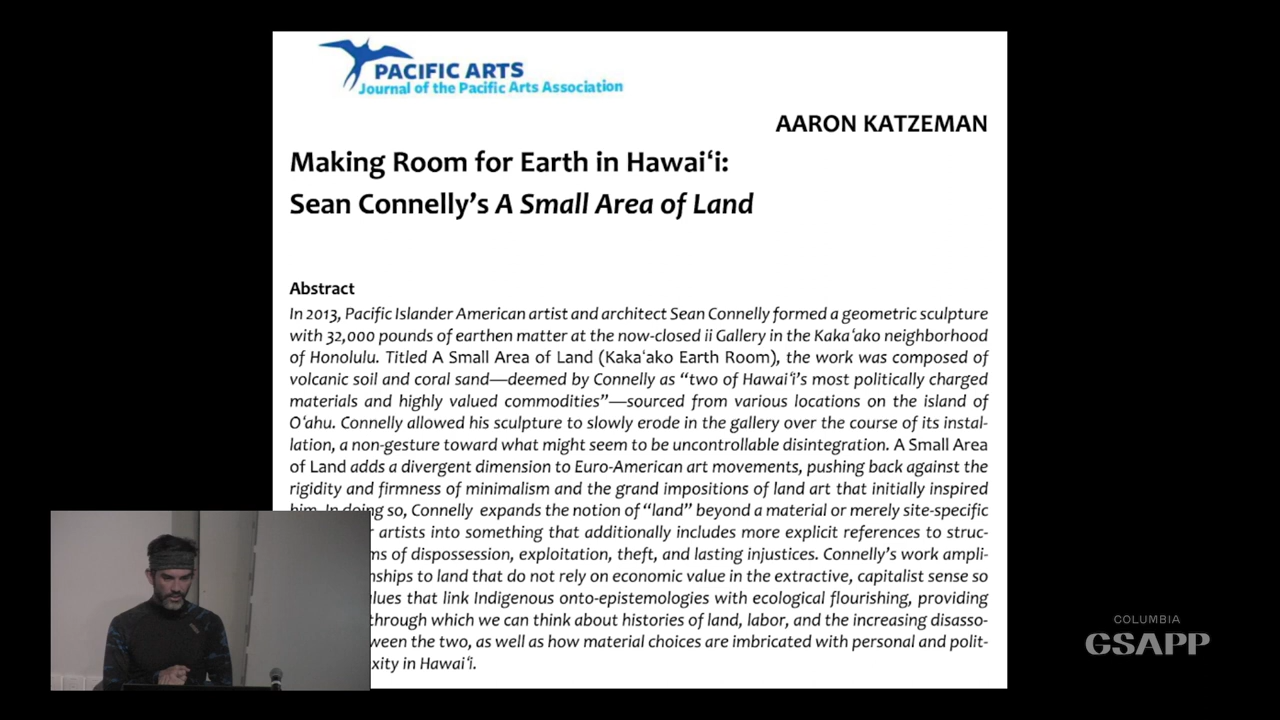 PACIFIC ARTS
Journal of the Pacific Arts Association
AARON KATZEMAN
Making Room for Earth in Hawaiʻi:
Sean Connelly’s A Small Area of Land
Abstract
In 2013, Pacific Islander American artist and architect Sean Connelly formed a geometric sculpture
with 32,000 pounds of earthen matter at the now-closed ii Gallery in the Kakaʻako neighborhood
of Honolulu. Titled A Small Area of Land (Kakaʻako Earth Room), the work was composed of
volcanic soil and coral sand—deemed by Connelly as “two of Hawaiʻi’s most politically charged
materials and highly valued commodities”—sourced from various locations on the island of
Oʻahu. Connelly allowed his sculpture to slowly erode in the gallery over the course of its instal-
lation, a non-gesture toward what might seem to be uncontrollable disintegration. A Small Area
of Land adds a divergent dimension to Euro-American art movements, pushing back against the
rigidity and firmness of minimalism and the grand impositions of land art that initially inspired
him. In doing so, Connelly expands the notion of “land” beyond a material or merely site-specific
artists into something that additionally includes more explicit references to struc-
of dispossession, exploitation, theft, and lasting injustices. Connelly’s work ampli-
to land that do not rely on economic value in the extractive, capitalist sense so
that link Indigenous onto-epistemologies with ecological flourishing, providing
through which we can think about histories of land, labor, and the increasing disasso-
the two, as well as how material choices are imbricated with personal and polit-
in Hawaiʻi.
COLUMBIA
GSAPP